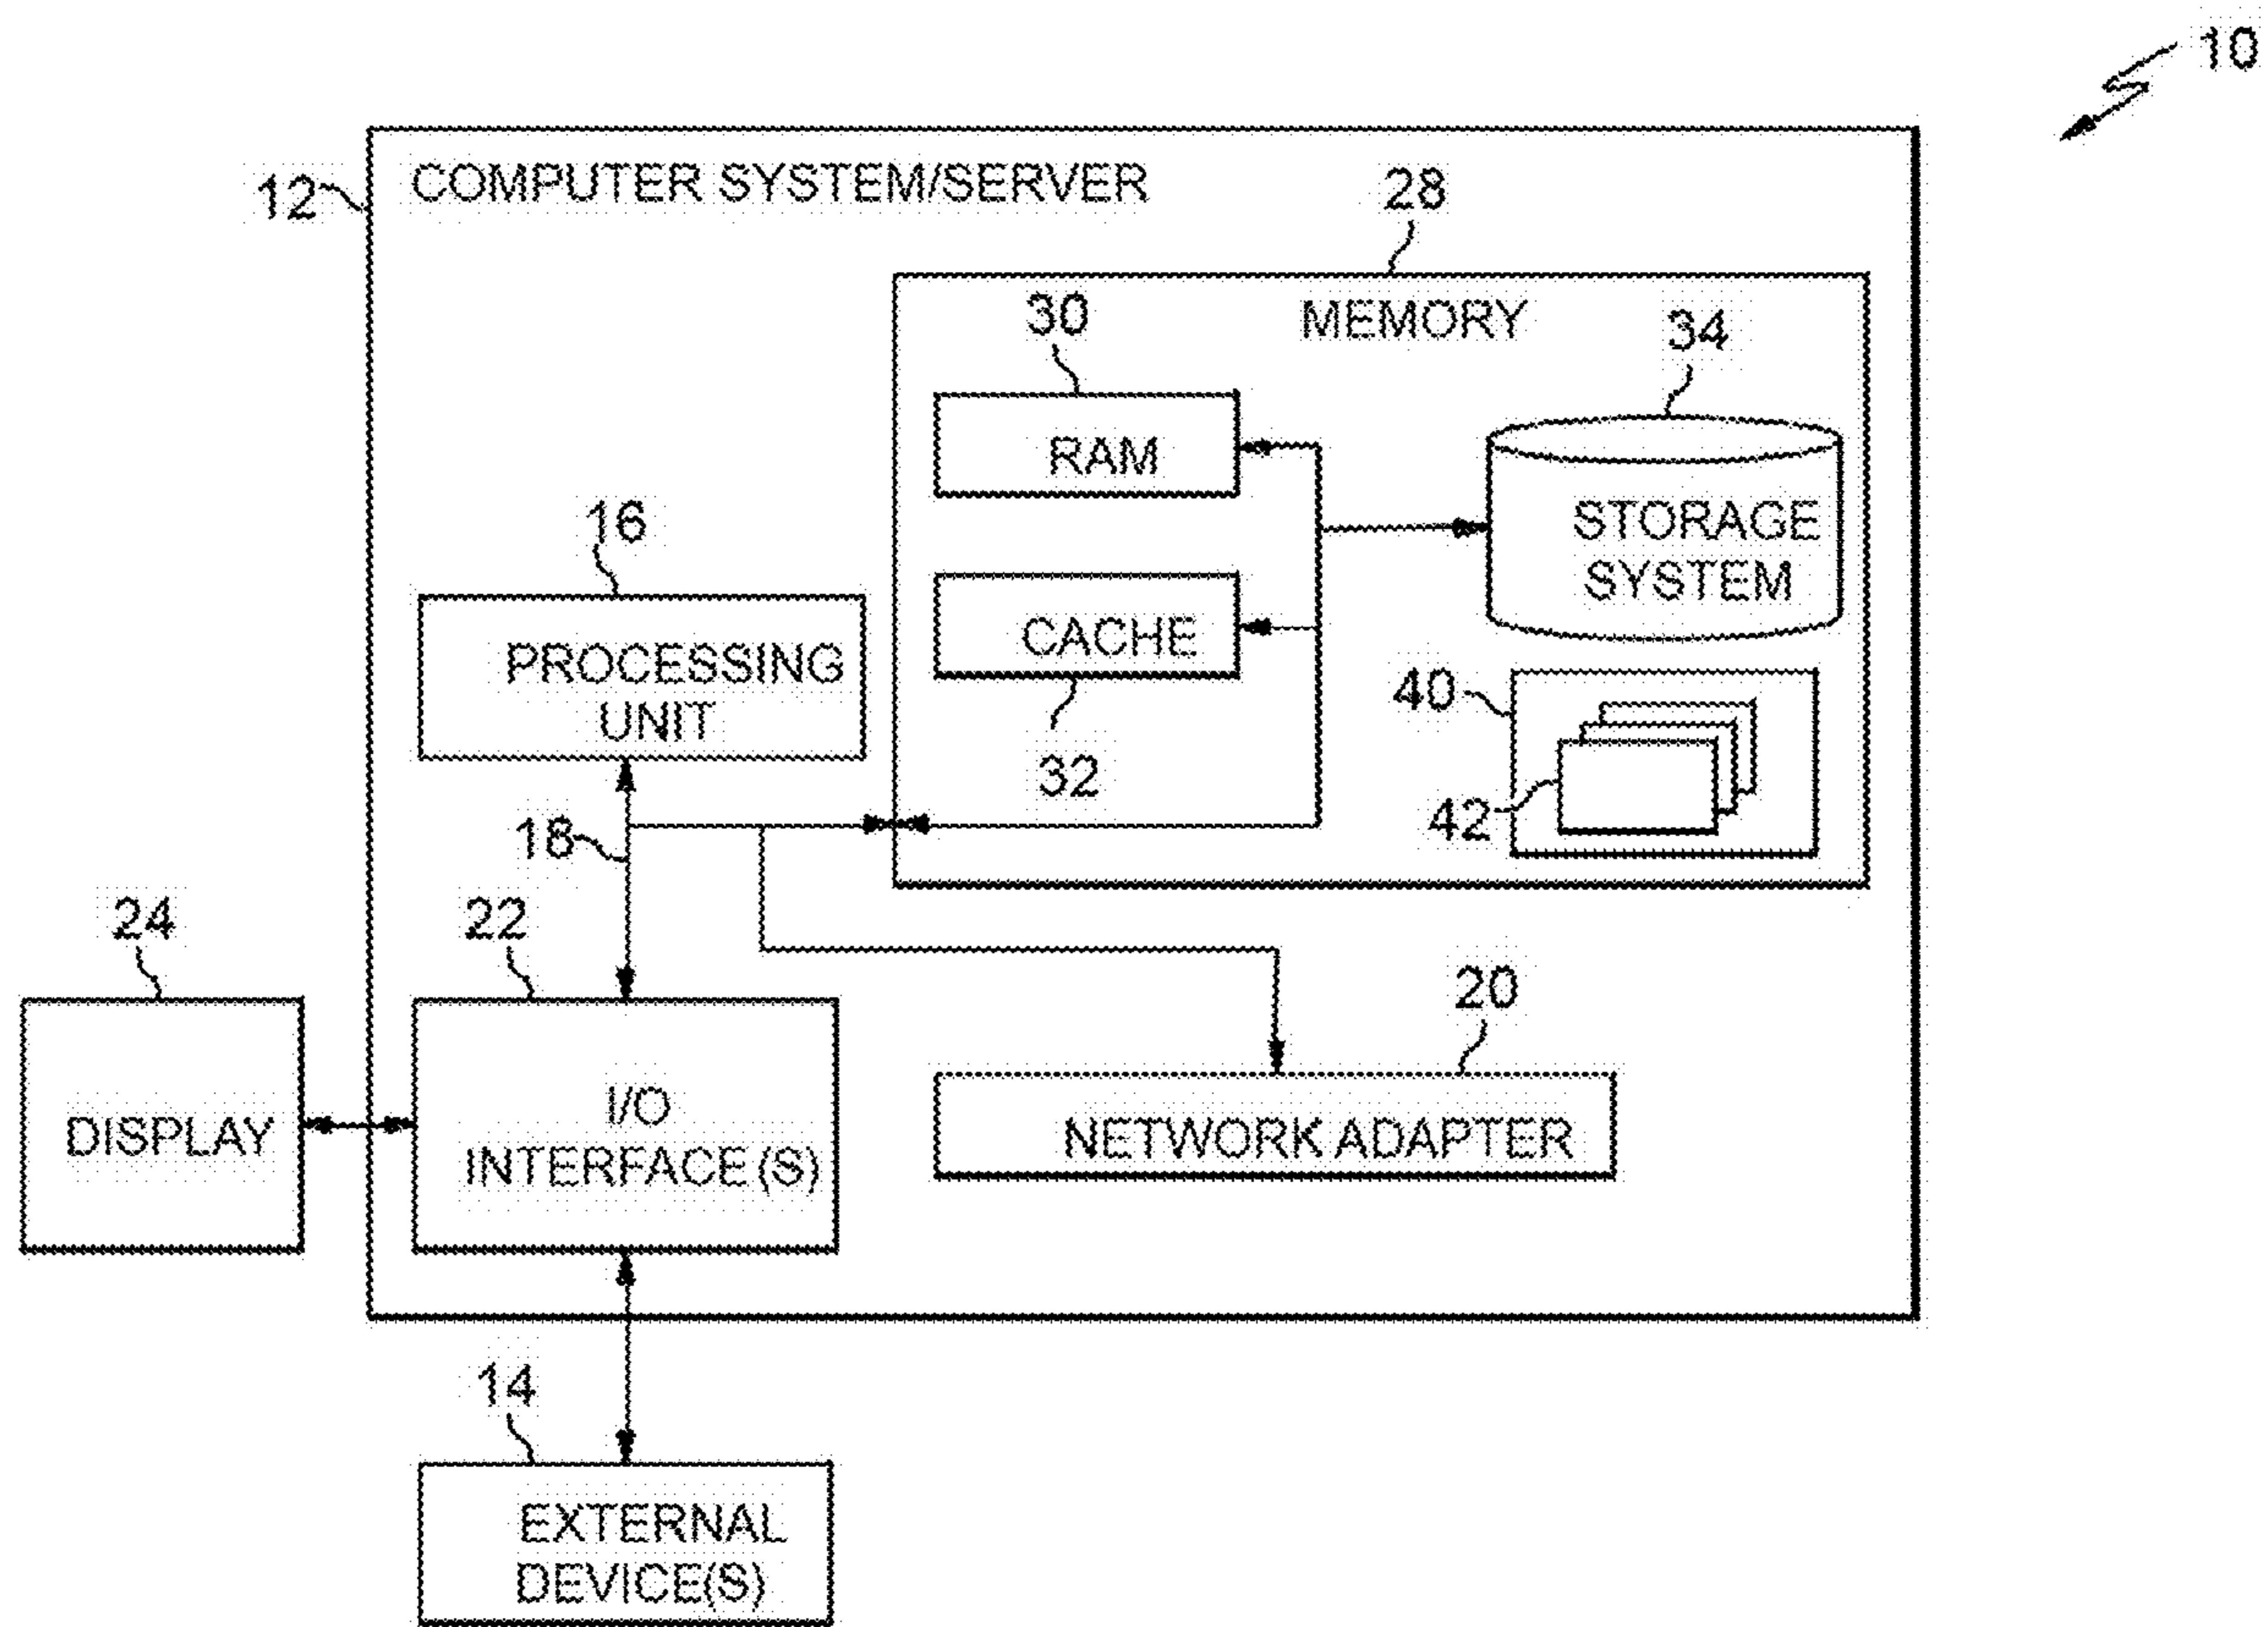 10
12
COMPUTER SYSTEM/SERVER
28
MEMORY
30
34
RAM
STORAGE
SYSTEM
16
PROCESSING
UNIT
CACHE
32
40
42
18
24
22
20
DISPLAY
I/O
INTERFACE(S)
NETWORK ADAPTER
14
EXTERNAL
DEVICE(S)